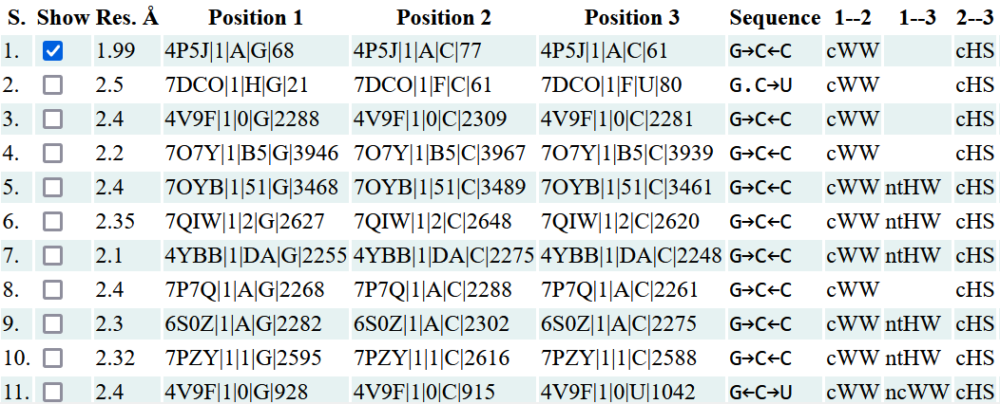 S. Show Res. Å Position 1 Position 2 Position 3 Sequence 1--2 1--3 2--3
1. 1.99 4P5J|1|A|G|68 4P5J|1|A|C|77 4P5J|1|A|C|61 G→C←C cWW cHS
2. 2.5 7DCO|1|H|G|21 7DCO|1|F|C|61 7DCO|1|F|U|80 G.C→U cWW cHS
3. 2.4 4V9F|1|0|G|2288 4V9F|1|0|C|2309 4V9F|1|0|C|2281 G→C←C cWW cHS
4. 2.2 7O7Y|1|B5|G|3946 7O7Y|1|B5|C|3967 7O7Y|1|B5|C|3939 G→C←C cWW cHS
5. 2.4 7OYB|1|51|G|3468 7OYB|1|51|C|3489 7OYB|1|51|C|3461 G→C←C cWW ntHW cHS
6. 2.35 7QIW|1|2|G|2627 7QIW|1|2|C|2648 7QIW|1|2|C|2620 G→C←C cWW ntHW cHS
7. 2.1 4YBB|1|DA|G|2255 4YBB|1|DA|C|2275 4YBB|1|DA|C|2248 G→C←C cWW ntHW cHS
8. 2.4 7P7Q|1|A|G|2268 7P7Q|1|A|C|2288 7P7Q|1|A|C|2261 G→C←C cWW cHS
9. 2.3 6S0Z|1|A|G|2282 6S0Z|1|A|C|2302 6S0Z|1|A|C|2275 G→C←C cWW ntHW cHS
10. 2.32 7PZY|1|1|G|2595 7PZY|1|1|C|2616 7PZY|1|1|C|2588 G→C←C cWW ntHW cHS
11. 2.4 4V9F|1|0|G|928 4V9F|1|0|C|915 4V9F|1|0|U|1042 G←C→U cWW ncWW cHS